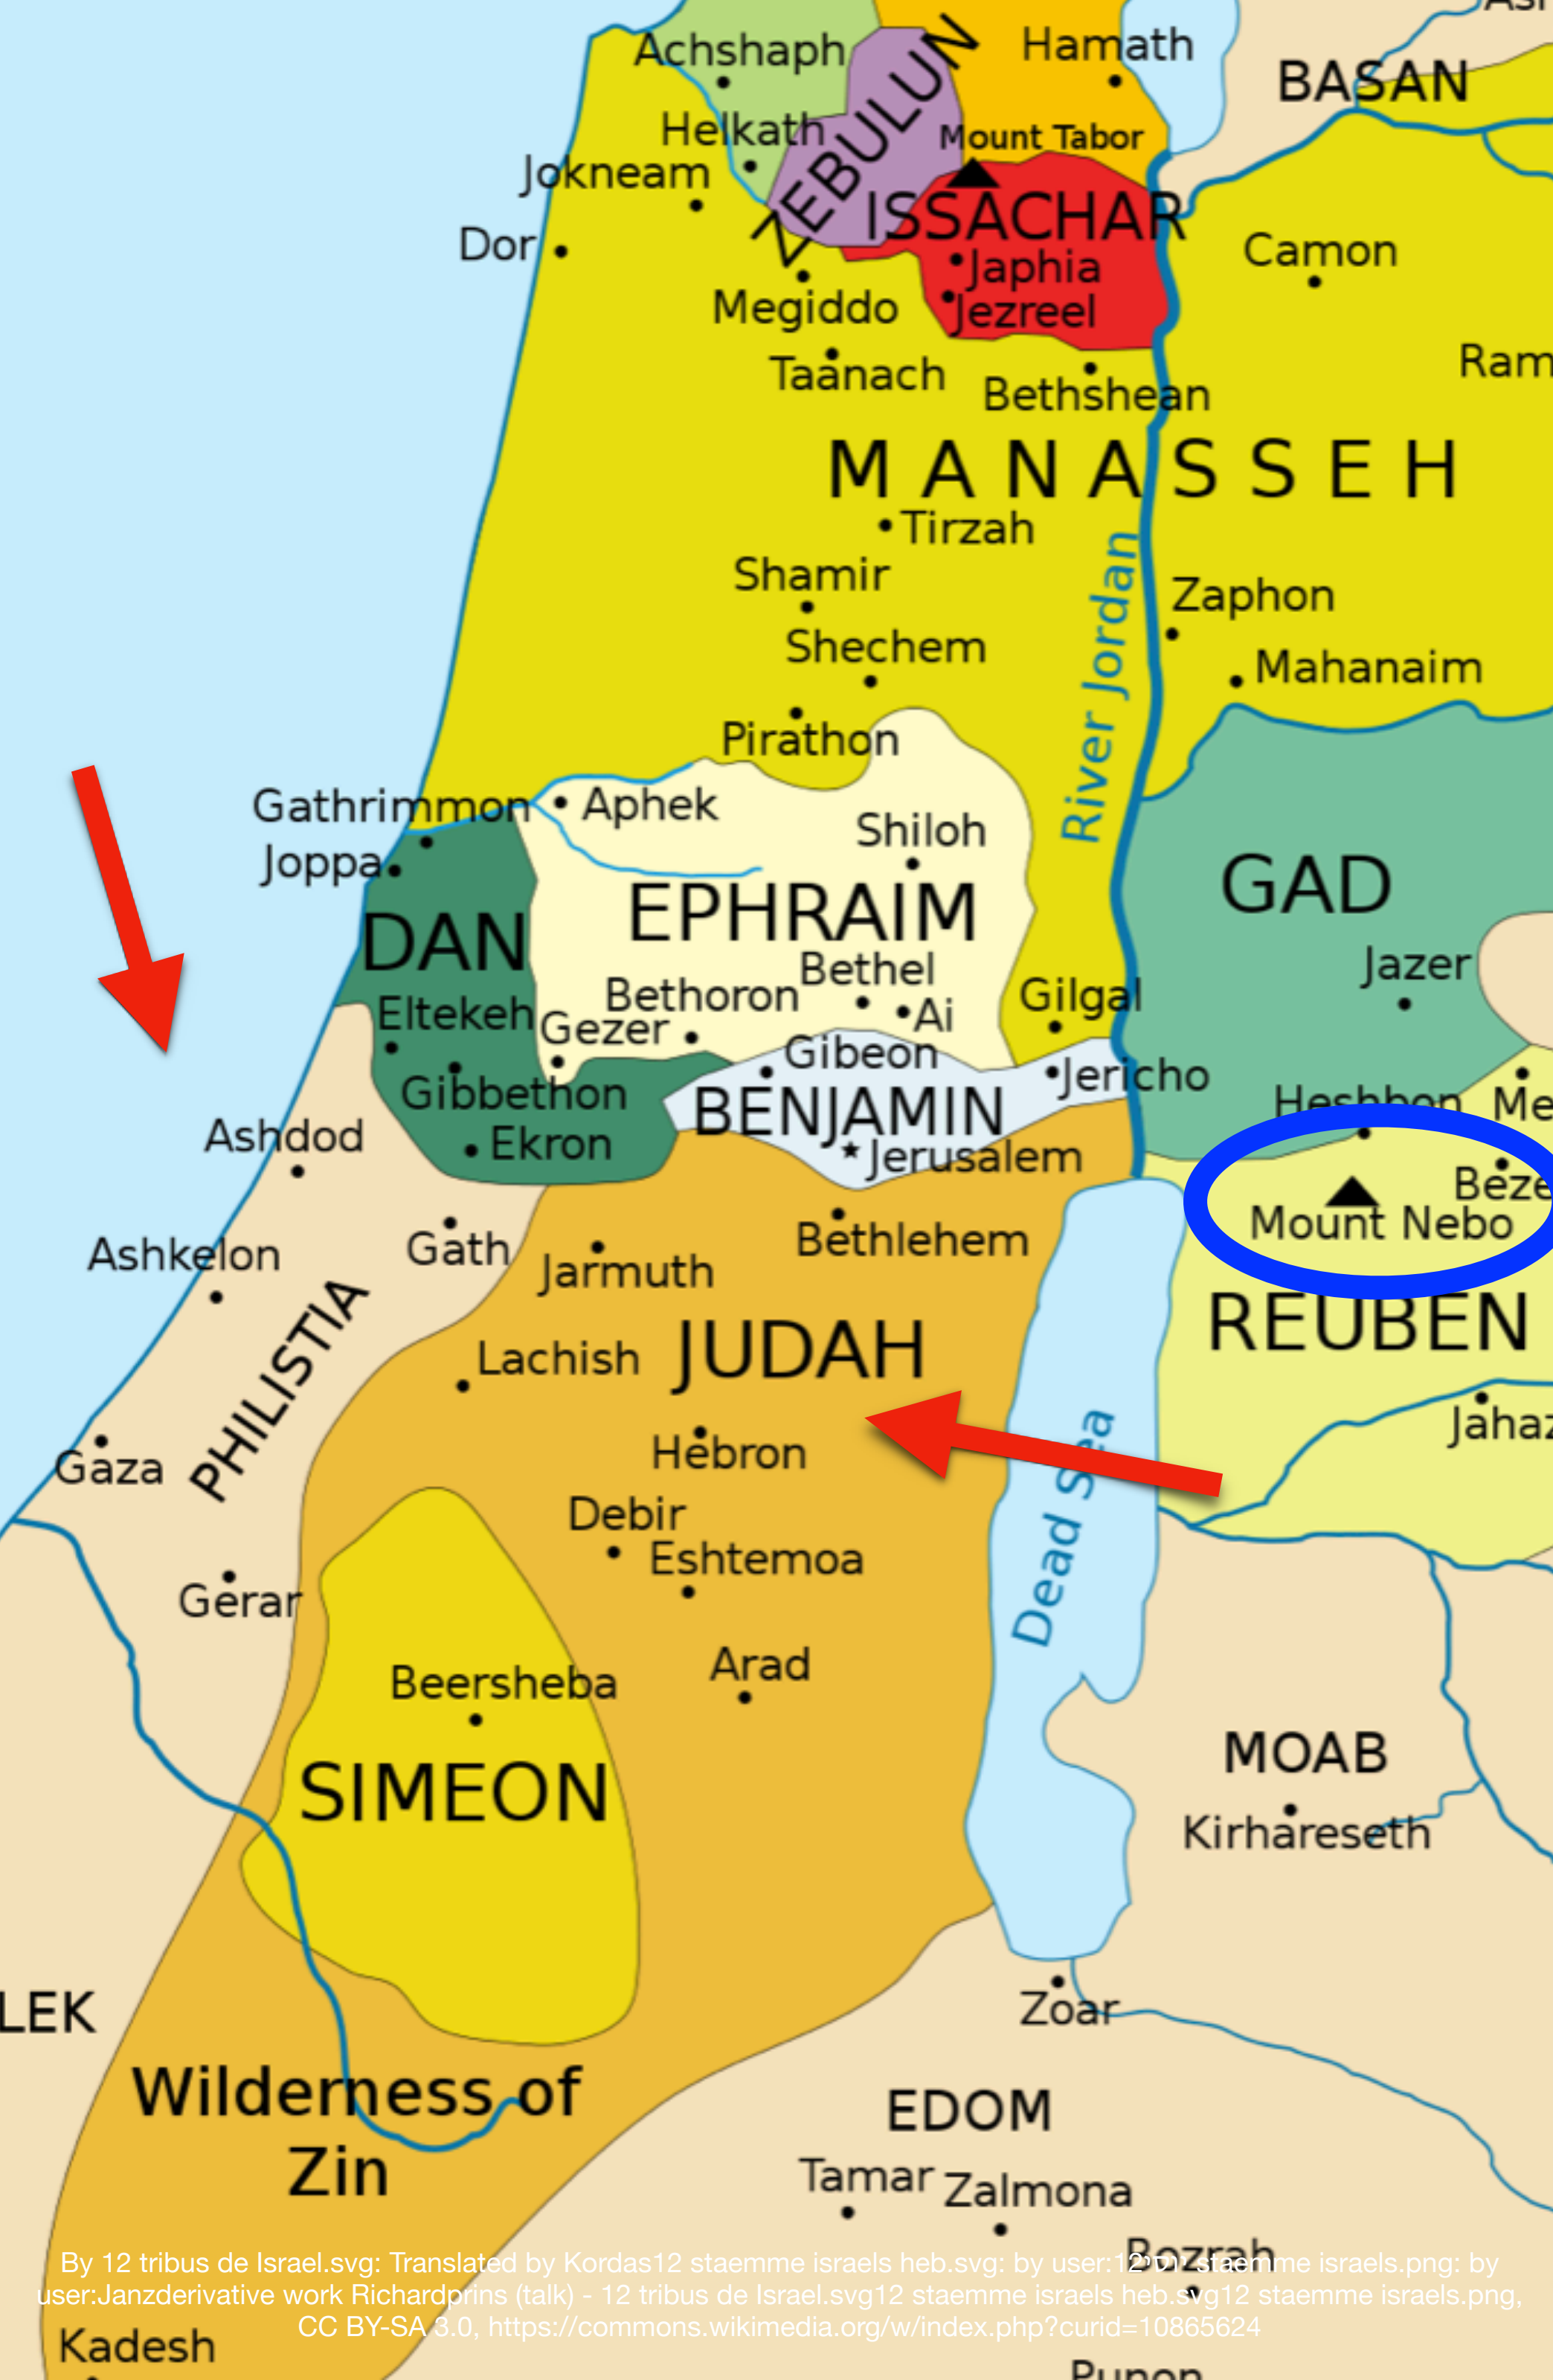 Achshaph
Hamath
BASAN
ZEBULUN
Helkath
Mount Tabor
Jokneam
ISSACHAR
Dor
Camon
Japhia
Megiddo
Jezreel
Ram
Taanach
Bethshean
MANASSEH
Tirzah
Shamir
Zaphon
Shechem
Mahanaim
River Jordan
Pirathon
Gathrimmon
Aphek
Shiloh
Joppa
GAD
EPHRAIM
DAN
Jazer
Bethel
Bethoron
Gilgal
Eltekeh
Ai
Gezer
Gibeon
Jericho
Gibbethon
Heshbon
Me
BENJAMIN
Ashdod
Ekron
Jerusalem
Beze
Mount Nebo
Ashkelon
Gath
Bethlehem
Jarmuth
REUBEN
PHILISTIA
Lachish
JUDAH
Jahaz
Gaza
Hebron
Dead Sea
Debir
Eshtemoa
Gerar
Arad
Beersheba
MOAB
SIMEON
Kirhareseth
LEK
Zoar
Wilderness of
Zin
EDOM
Tamar
Zalmona
Bozrah
By 12 tribus de Israel.svg: Translated by Kordas12 staemme israels heb.svg: by staemme israels.png: by
user:Janzderivative work Richardprins (talk) - 12 tribus de Israel.svg12 staemme israels heb.svg12 staemme israels.png,
CC BY-SA 3.0, https://commons.wikimedia.org/w/index.php?curid=10865624
Kadesh
Punon